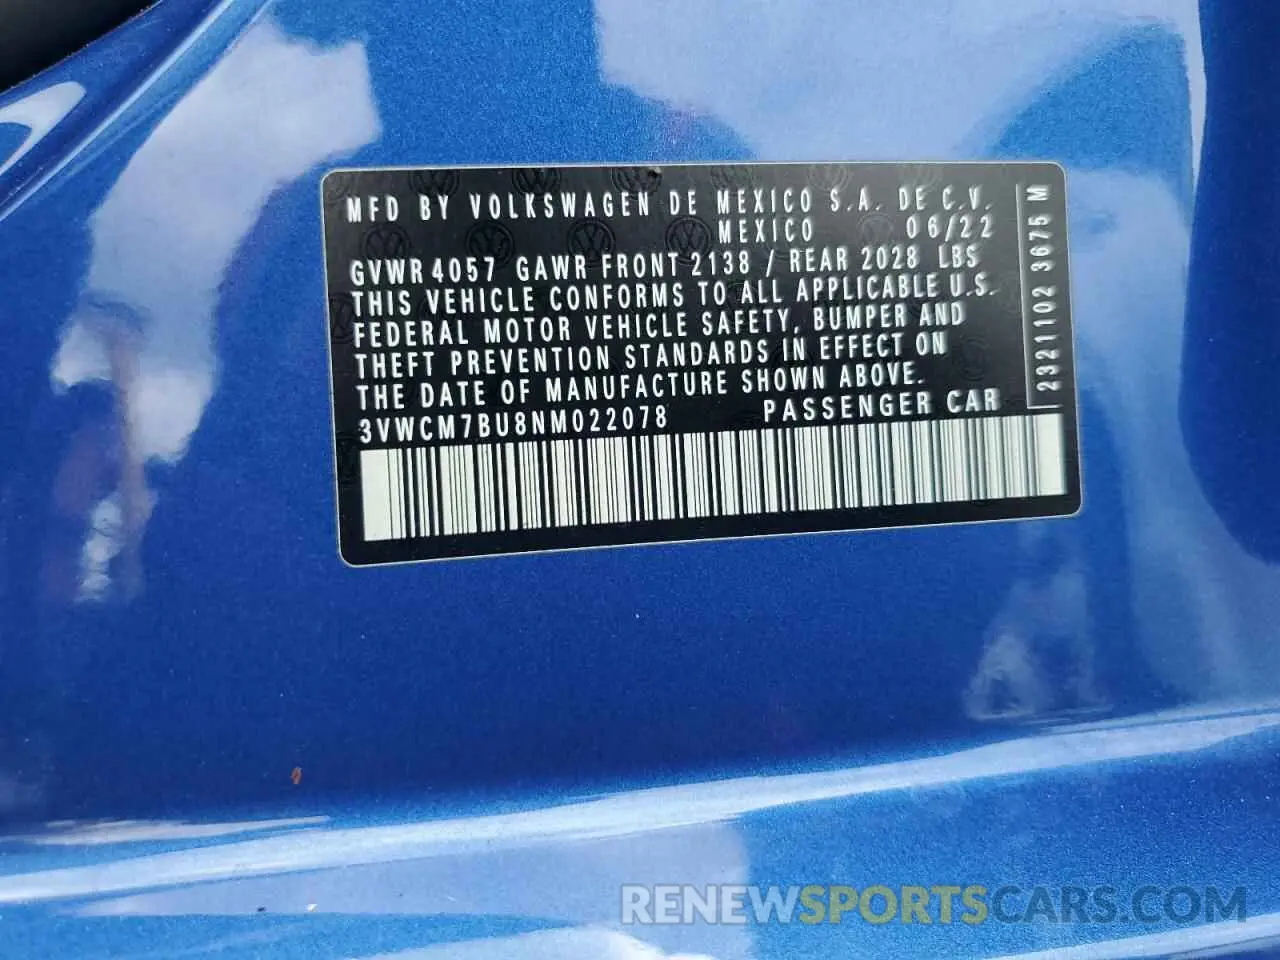 MFD BY VOLKSWAGEN DE MEXICO S.A. DE C.V.
MEXICO 06/22
GVWR 4057 GAWR FRONT 2138 / REAR 2028 LBS
THIS VEHICLE CONFORMS TO ALL APPLICABLE U.S.
FEDERAL MOTOR VEHICLE SAFETY, BUMPER AND
THEFT PREVENTION STANDARDS IN EFFECT ON
THE DATE OF MANUFACTURE SHOWN ABOVE.
3VWCM7BU8NM022078 PASSENGER CAR
2321102 3675 M
RENEWSPORTSCARS.COM